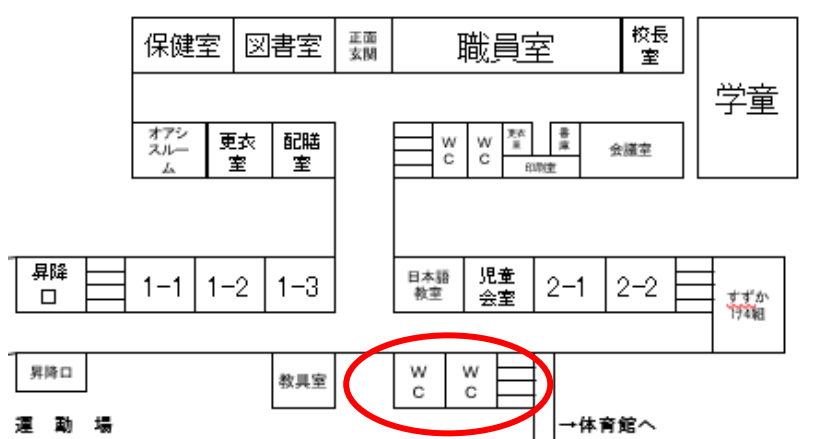 保健室
図書室
正面
玄関
職員室
校長
室
学童
オアシ
スルー
ム
更衣
室
配膳
室
WC
WC
更衣
室
書
庫
印刷室
会議室
昇降
口
1-1
1-2
1-3
日本語
教室
児童
会室
2-1
2-2
すずか
昇降口
教具室
WC
WC
運動場
→体育館へ